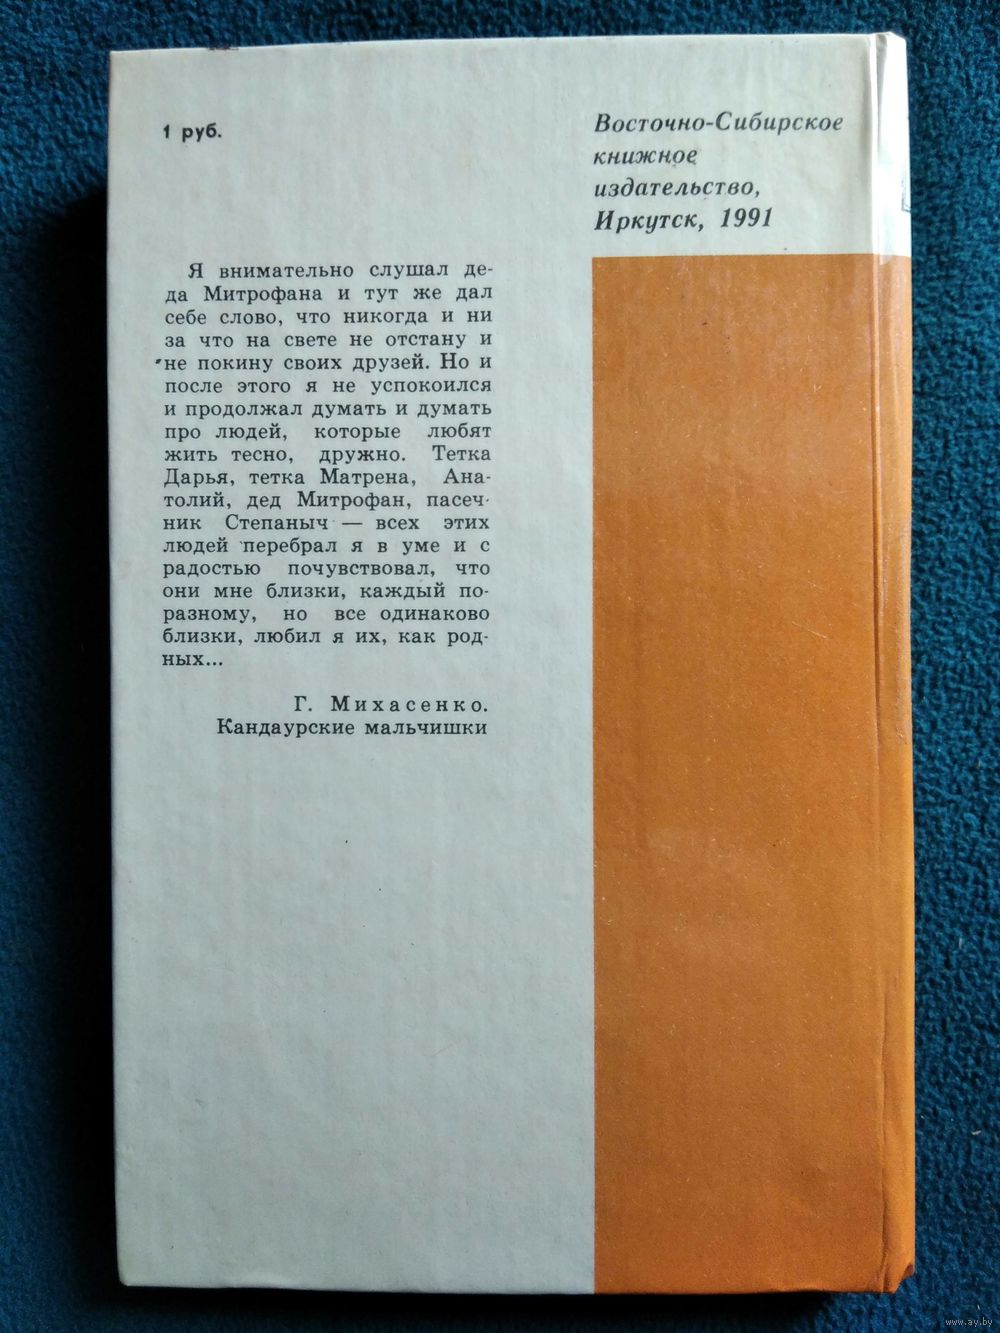 1 руб.
Восточно-Сибирское
книжное
издательство,
Иркутск, 1991
Я внимательно слушал де-
да Митрофана и тут же дал
себе слово, что никогда и ни
за что на свете не отстану и
не покину своих друзей. Но и
после этого я не успокоился
и продолжал думать и думать
про людей, которые любят
жить тесно, дружно. Тетка
Дарья, тетка Матрена, Ана-
толий, дед Митрофан, пасеч-
ник Степаныч — всех этих
людей перебрал я в уме и с
радостью почувствовал, что
они мне близки, каждый по-
разному, но все одинаково
близки, любил я их, как род-
ных...
Г. Михасенко.
Кандаурские мальчишки
www.ay.by